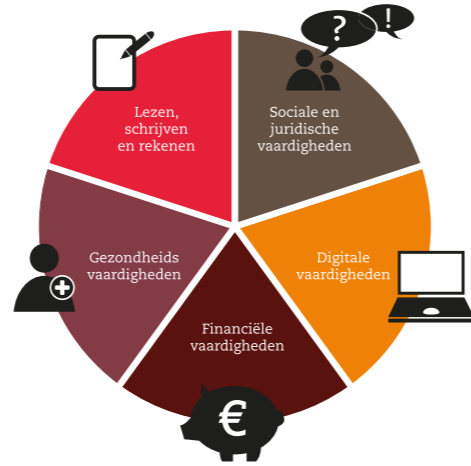 ? !
Lezen,
schrijven
en rekenen
Sociale en
juridische
vaardigheden
Gezondheids
vaardigheden
Digitale
vaardigheden
Financiële
vaardigheden
€